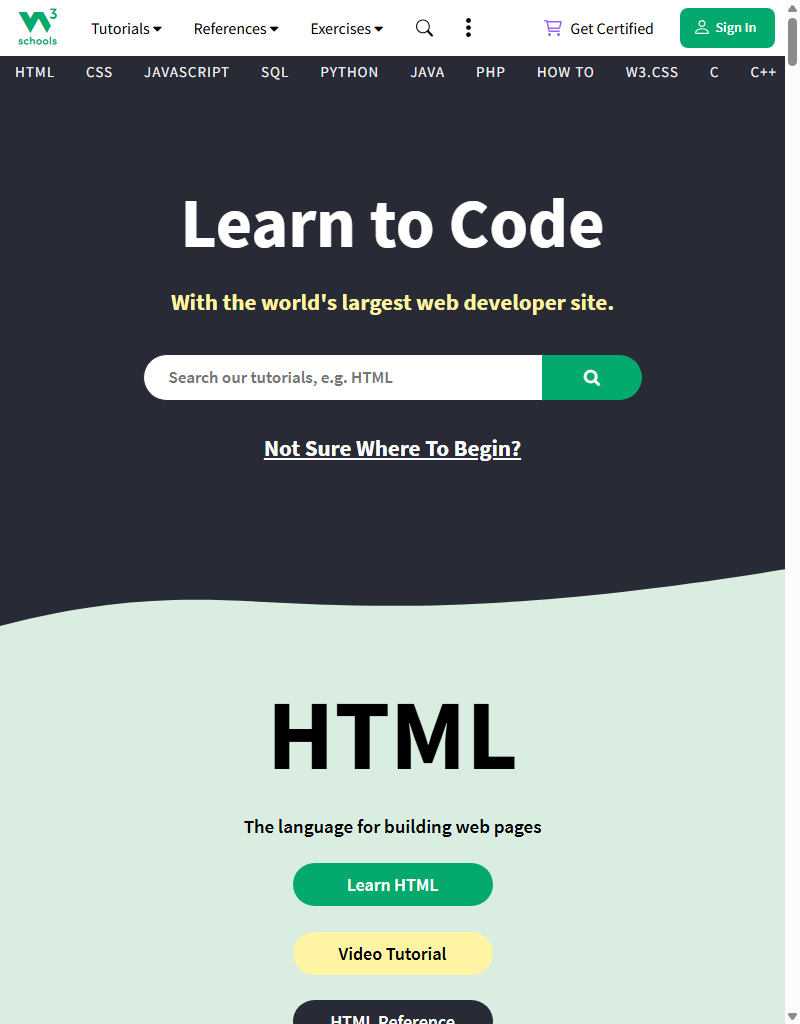 W3 schools
Tutorials References Exercises Get Certified Sign In
HTML CSS JAVASCRIPT SQL PYTHON JAVA PHP HOW TO W3.CSS C C++
Learn to Code
With the world's largest web developer site.
Search our tutorials, e.g. HTML
Not Sure Where To Begin?
HTML
The language for building web pages
Learn HTML
Video Tutorial
HTML Reference